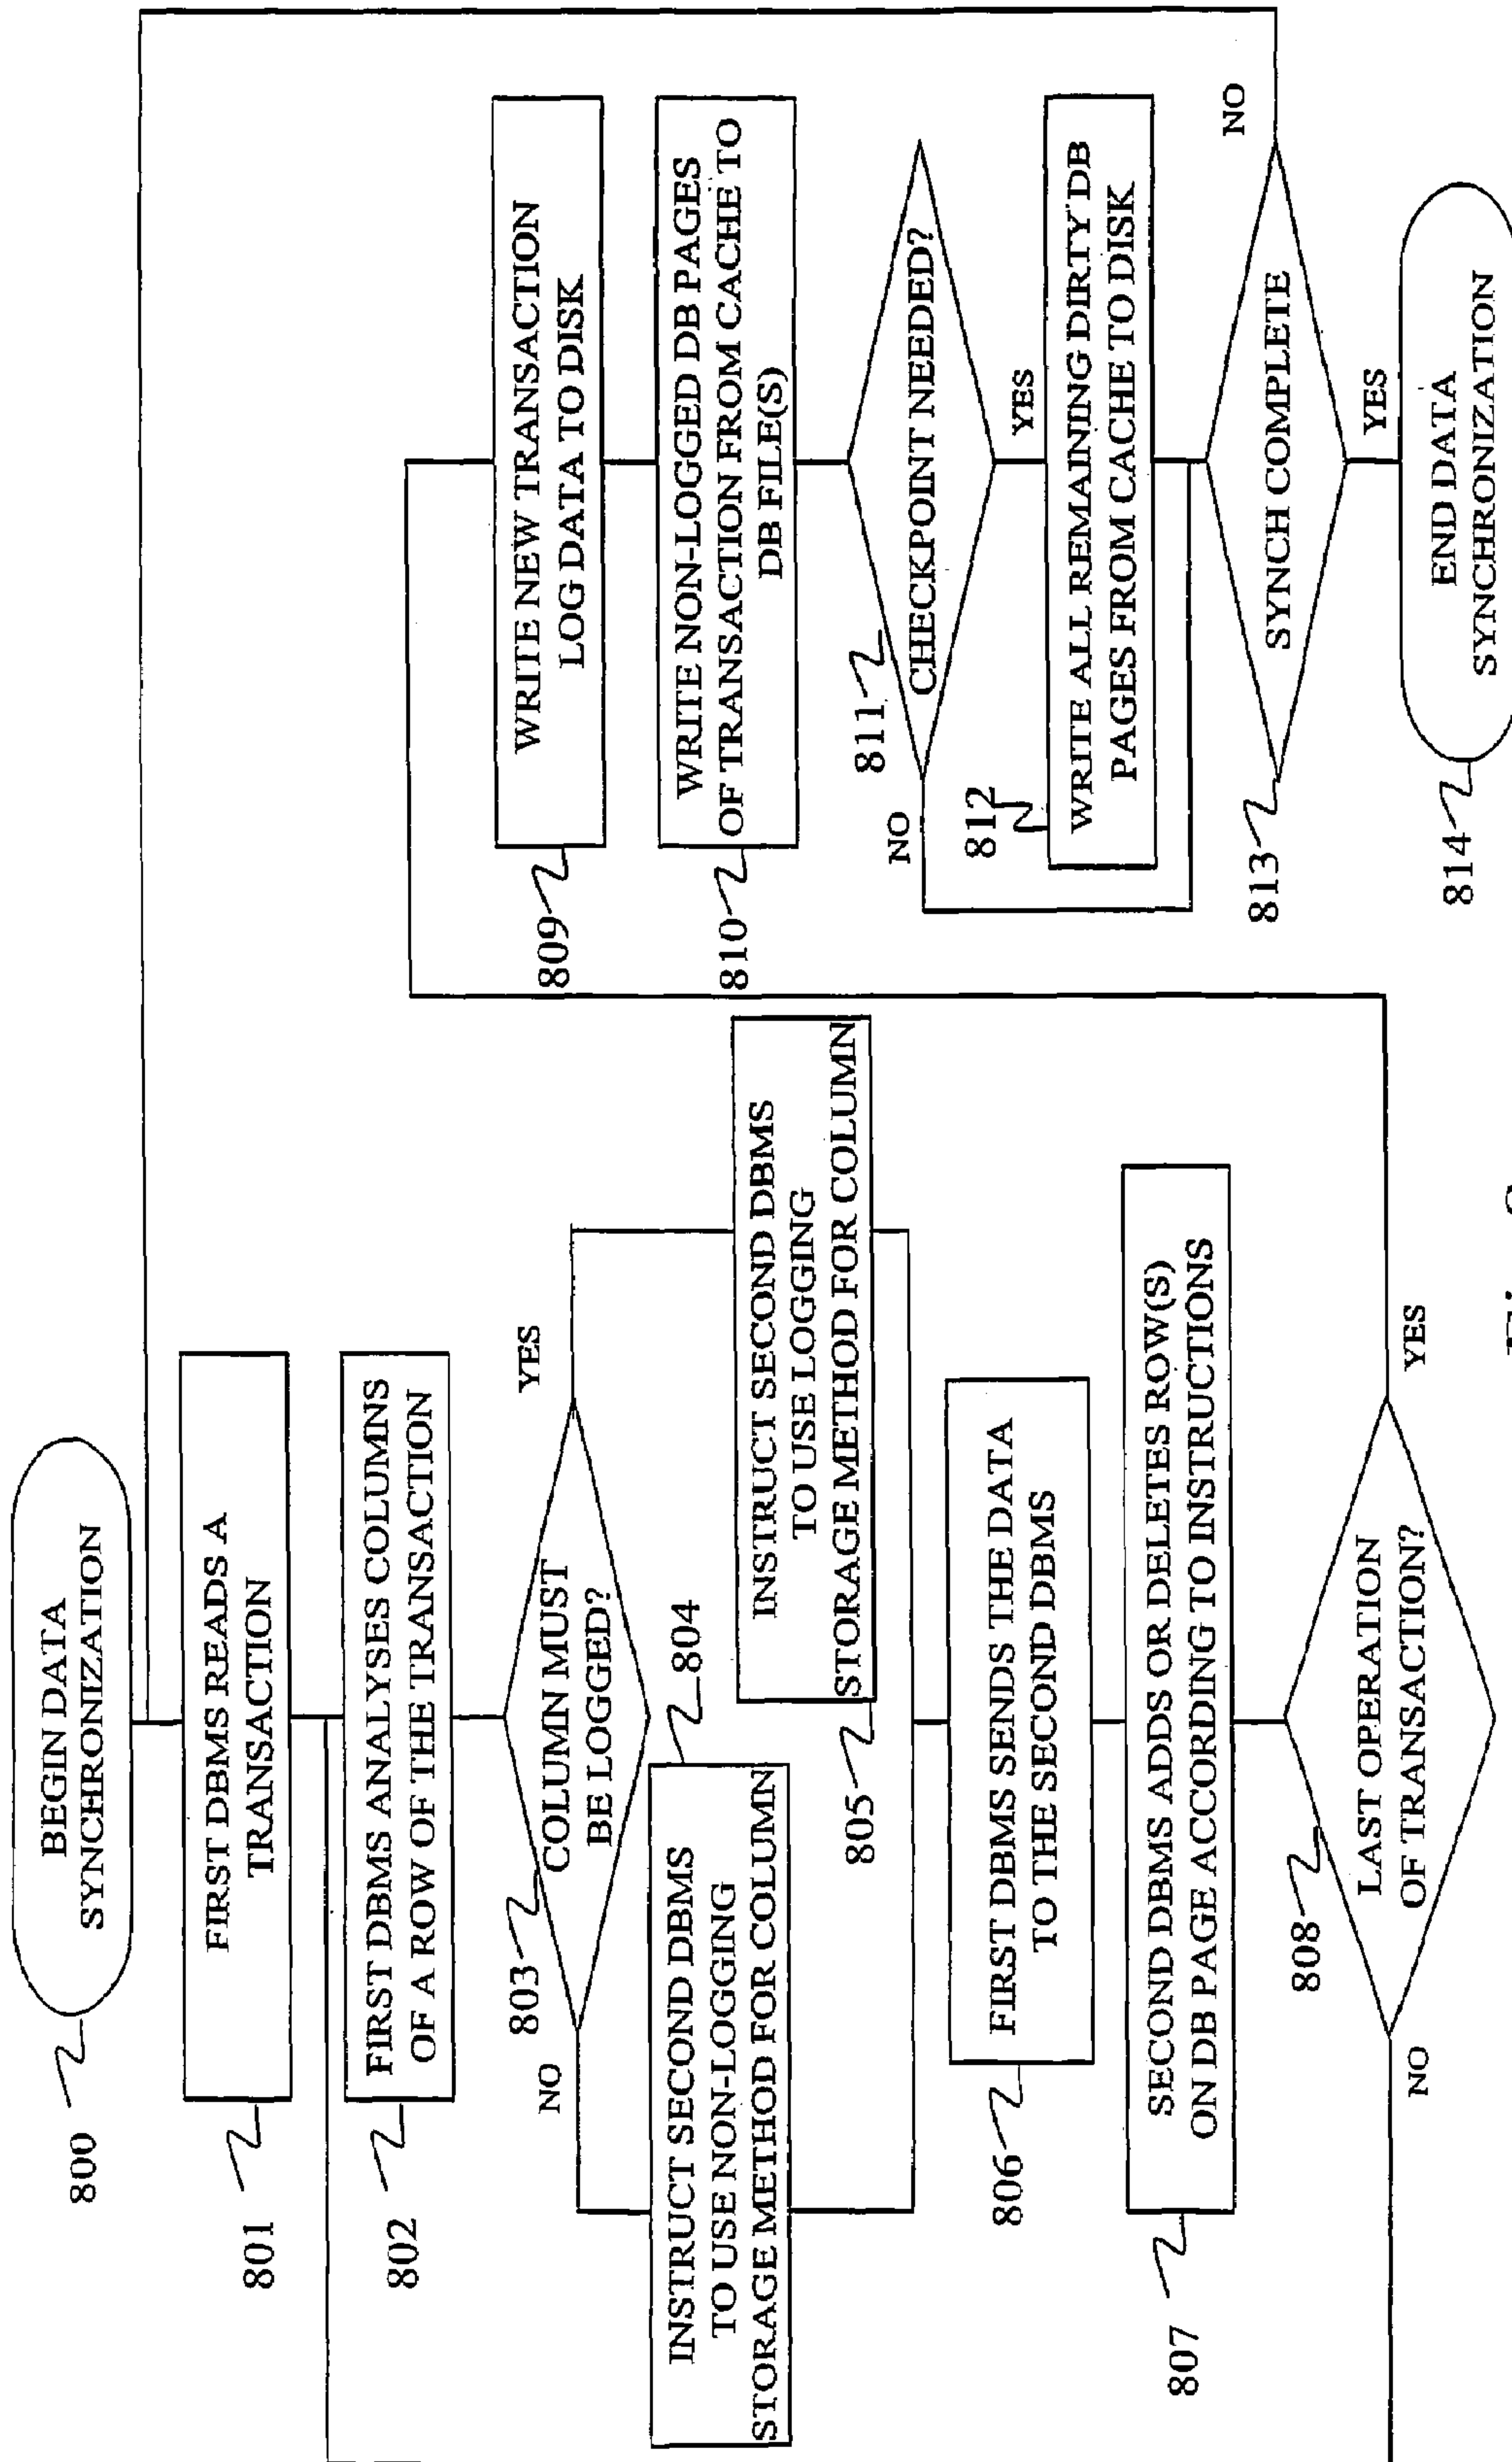 BEGIN DATA
SYNCHRONIZATION
800
FIRST DBMS READS A
TRANSACTION
801
FIRST DBMS ANALYSES COLUMNS
OF A ROW OF THE TRANSACTION
802
COLUMN MUST
BE LOGGED?
803
NO
YES
INSTRUCT SECOND DBMS
TO USE NON-LOGGING
STORAGE METHOD FOR COLUMN
804
INSTRUCT SECOND DBMS
TO USE LOGGING
STORAGE METHOD FOR COLUMN
805
FIRST DBMS SENDS THE DATA
TO THE SECOND DBMS
806
SECOND DBMS ADDS OR DELETES ROW(S)
ON DB PAGE ACCORDING TO INSTRUCTIONS
807
LAST OPERATION
OF TRANSACTION?
808
NO
YES
WRITE NEW TRANSACTION
LOG DATA TO DISK
809
WRITE NON-LOGGED DB PAGES
OF TRANSACTION FROM CACHE TO
DB FILE(S)
810
CHECKPOINT NEEDED?
811
NO
YES
WRITE ALL REMAINING DIRTY DB
PAGES FROM CACHE TO DISK
812
SYNCH COMPLETE
813
NO
YES
END DATA
SYNCHRONIZATION
814